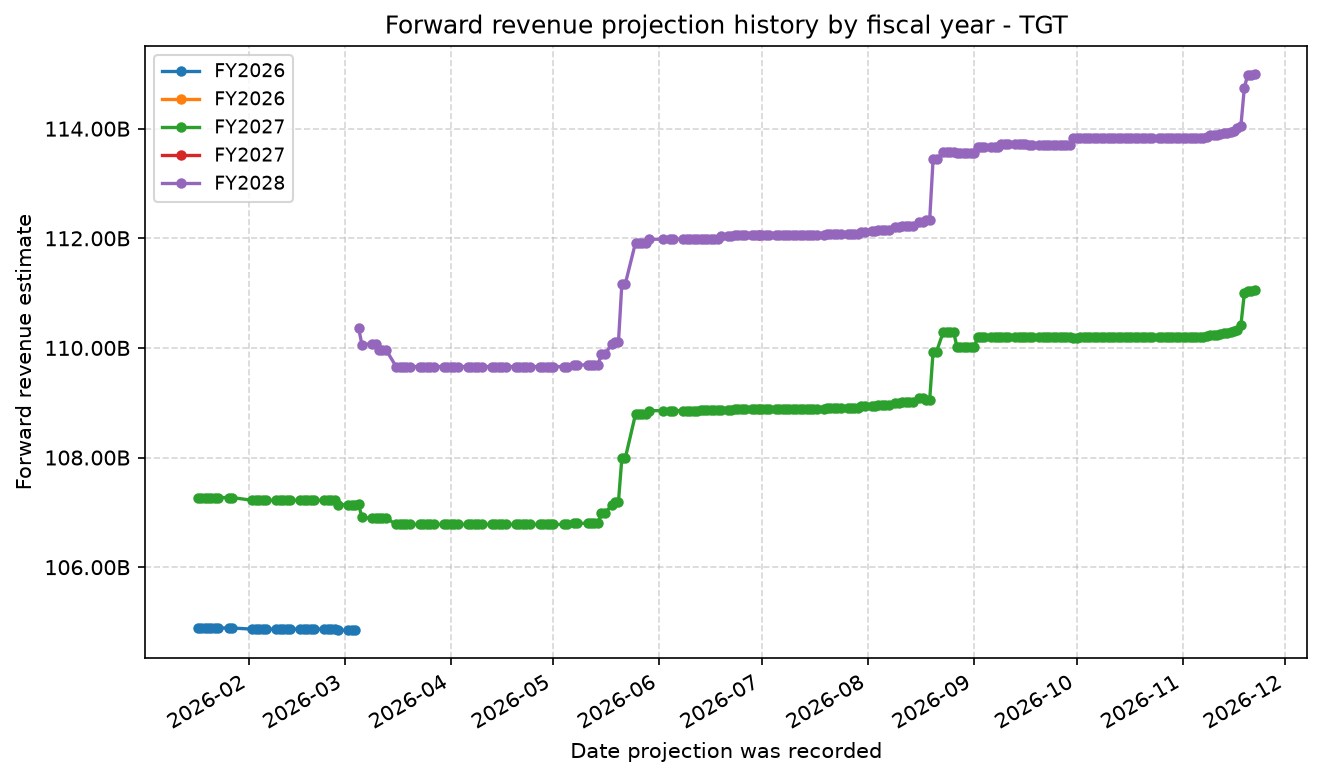 Forward revenue projection history by fiscal year - TGT
FY2026
FY2026
FY2027
FY2027
FY2028
Forward revenue estimate
114.00B
112.00B
110.00B
108.00B
106.00B
2026-02
2026-03
2026-04
2026-05
2026-06
2026-07
2026-08
2026-09
2026-10
2026-11
2026-12
Date projection was recorded